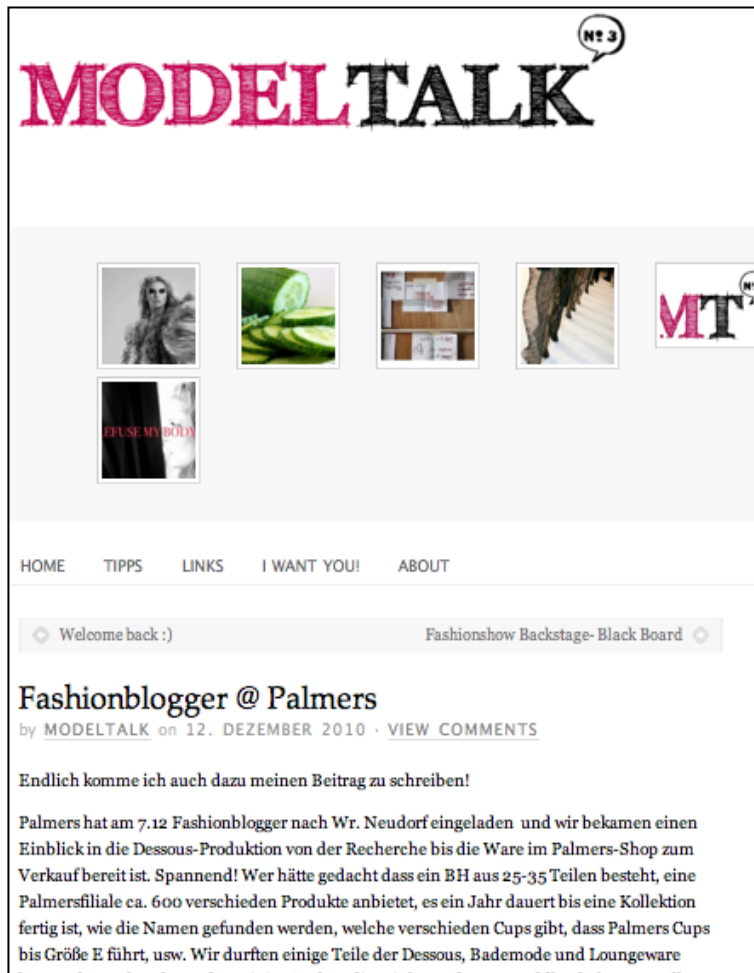 Nº 3
MODELTALK
MT
Nº
EFUSE MY BODY
HOME TIPPS LINKS I WANT YOU! ABOUT
Welcome back :) Fashionshow Backstage- Black Board
Fashionblogger @ Palmers
by MODELTALK on 12. DEZEMBER 2010 · VIEW COMMENTS
Endlich komme ich auch dazu meinen Beitrag zu schreiben!
Palmers hat am 7.12 Fashionblogger nach Wr. Neudorf eingeladen und wir bekamen einen
Einblick in die Dessous-Produktion von der Recherche bis die Ware im Palmers-Shop zum
Verkauf bereit ist. Spannend! Wer hätte gedacht dass ein BH aus 25-35 Teilen besteht, eine
Palmersfiliale ca. 600 verschieden Produkte anbietet, es ein Jahr dauert bis eine Kollektion
fertig ist, wie die Namen gefunden werden, welche verschieden Cups gibt, dass Palmers Cups
bis Größe E führt, usw. Wir durften einige Teile der Dessous, Bademode und Loungeware